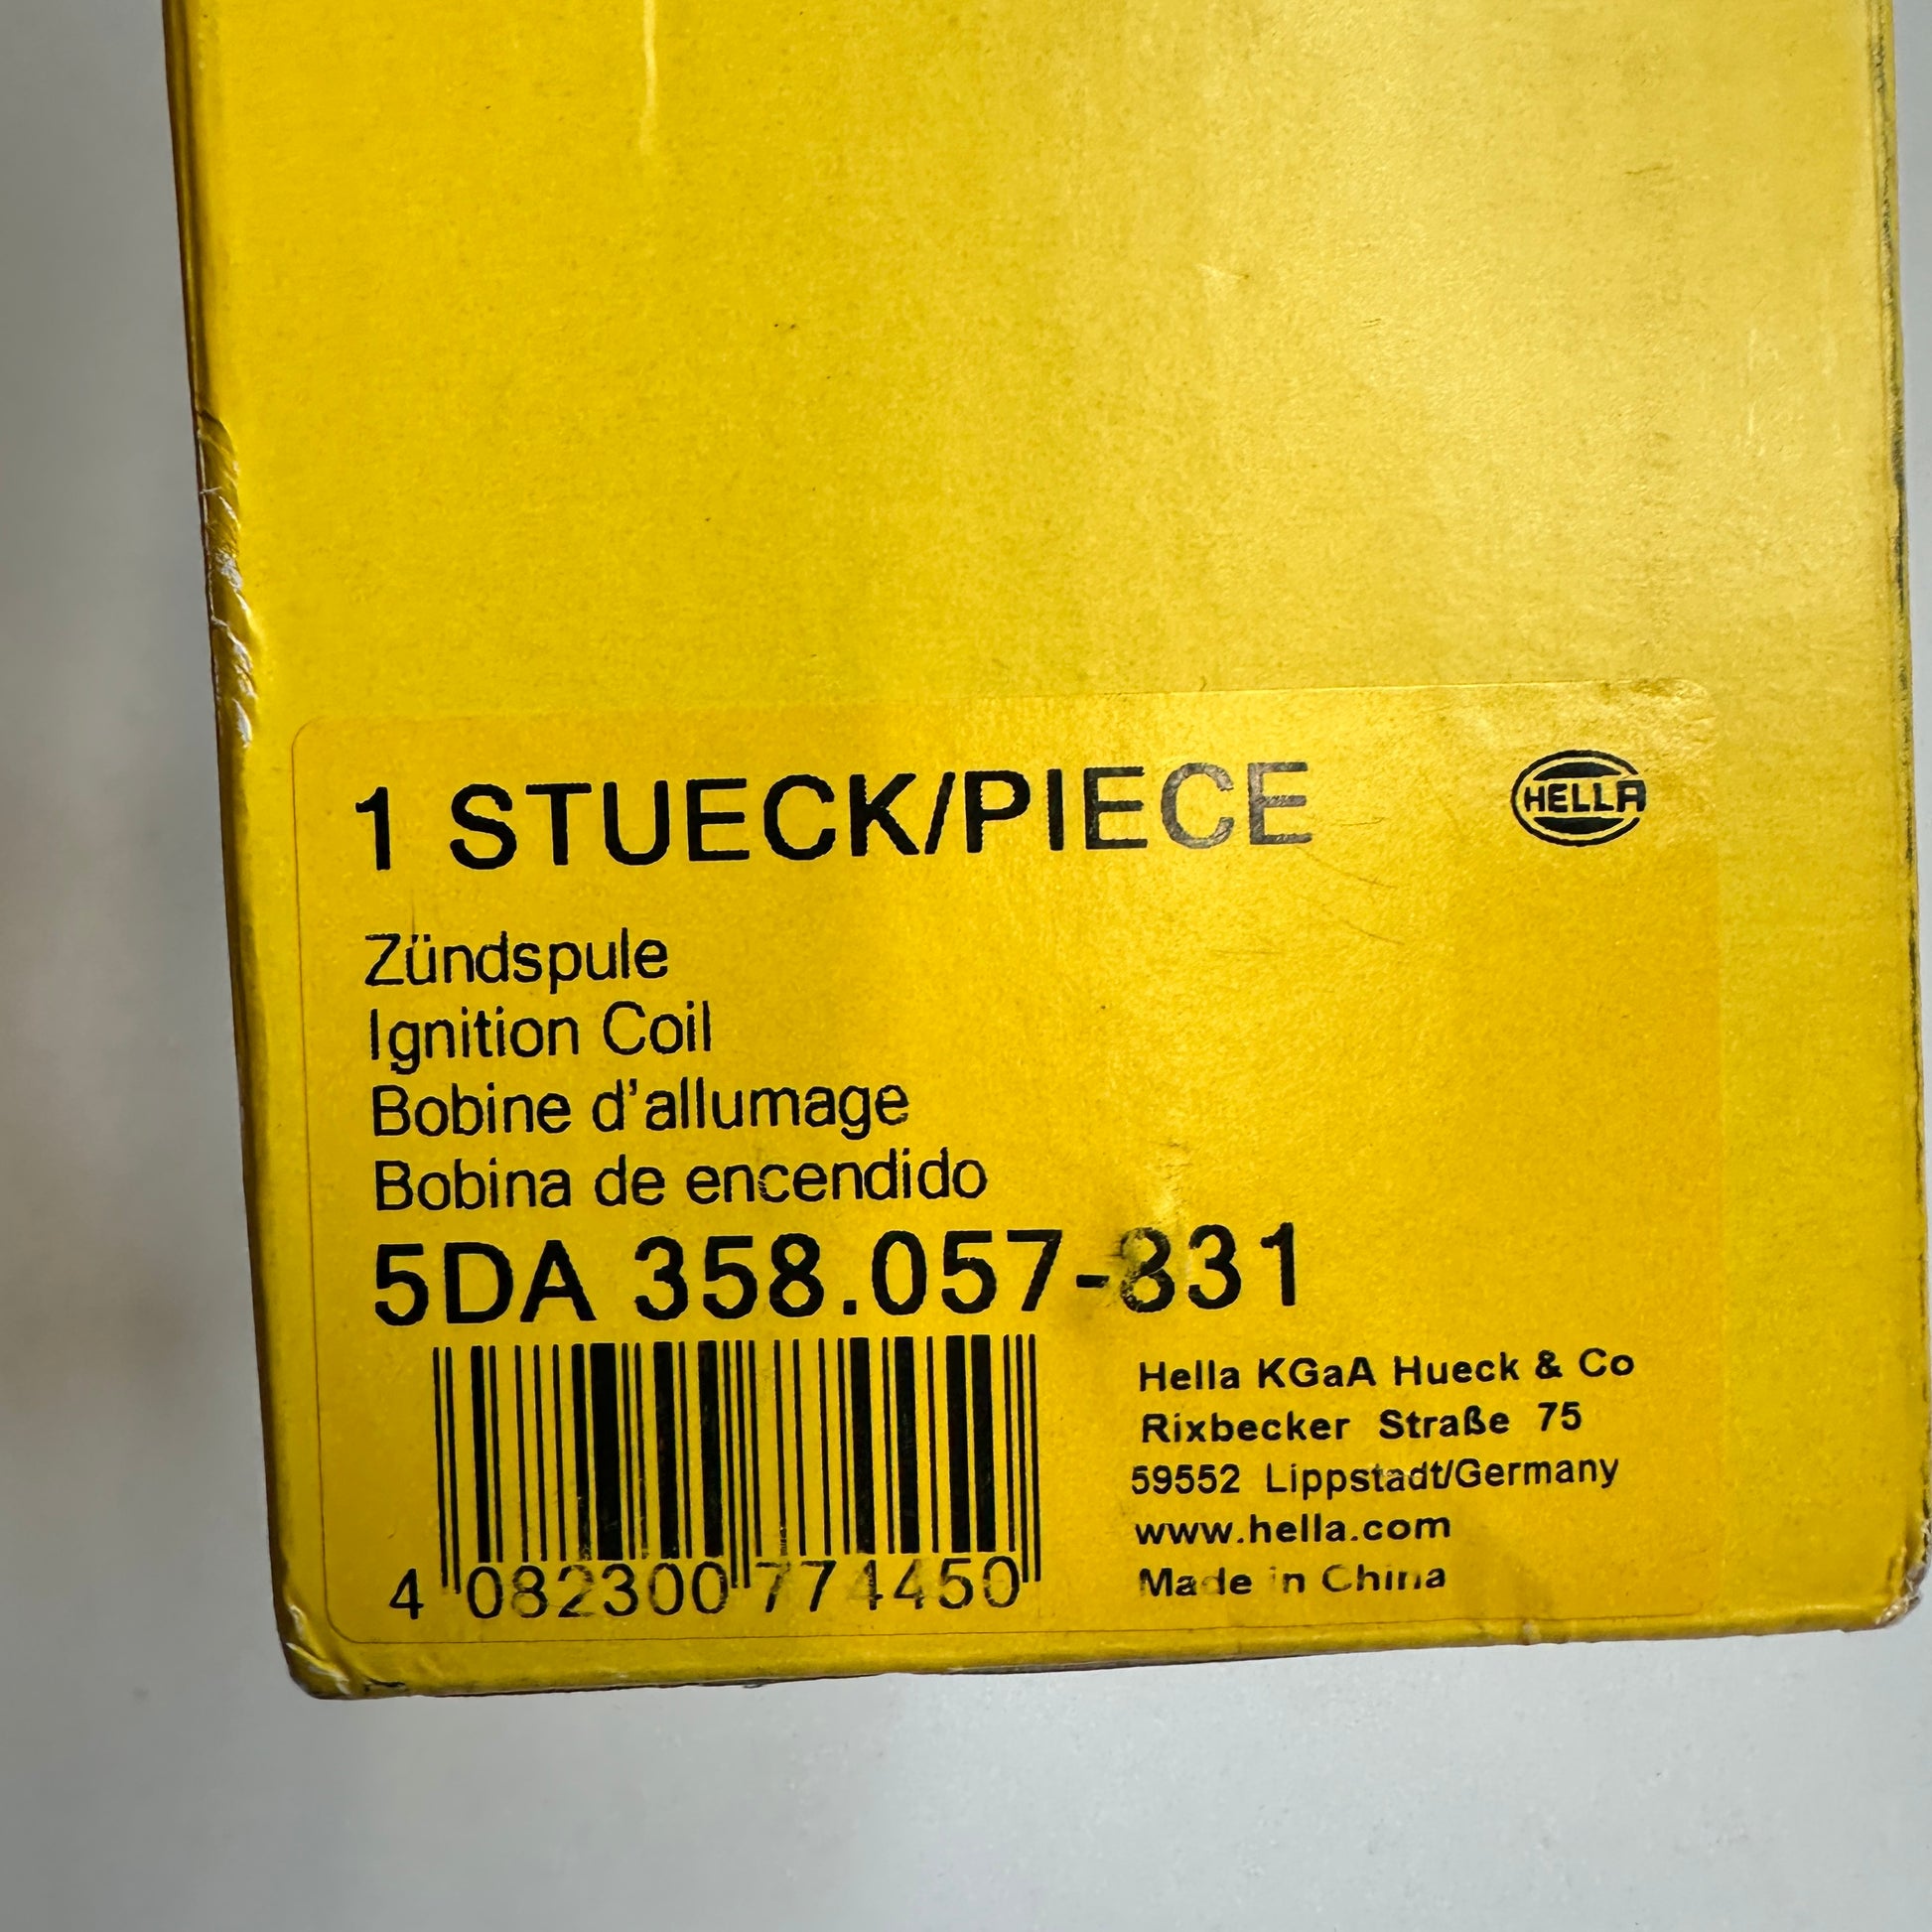 1 STUECK/PIECE
HELLA
Zündspule
Ignition Coil
Bobine d'allumage
Bobina de encendido
5DA 358.057-831
Hella KGaA Hueck & Co
Rixbecker Straße 75
59552 Lippstadt/Germany
www.hella.com
Made in China
4 082300 774450